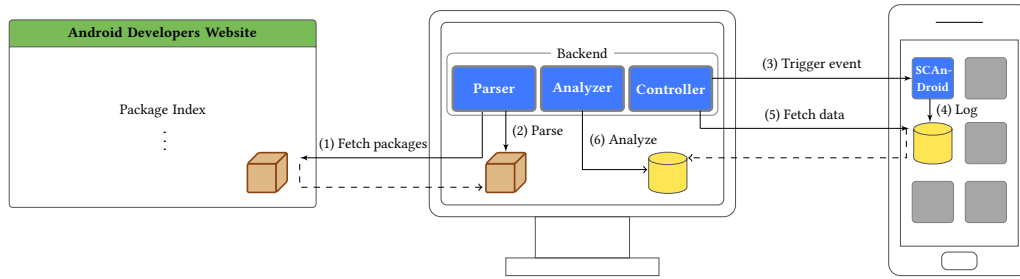 Android Developers Website
Package Index
(1) Fetch packages
Backend
Parser
Analyzer
Controller
(2) Parse
(6) Analyze
(3) Trigger event
(5) Fetch data
SCAn-
Droid
(4) Log